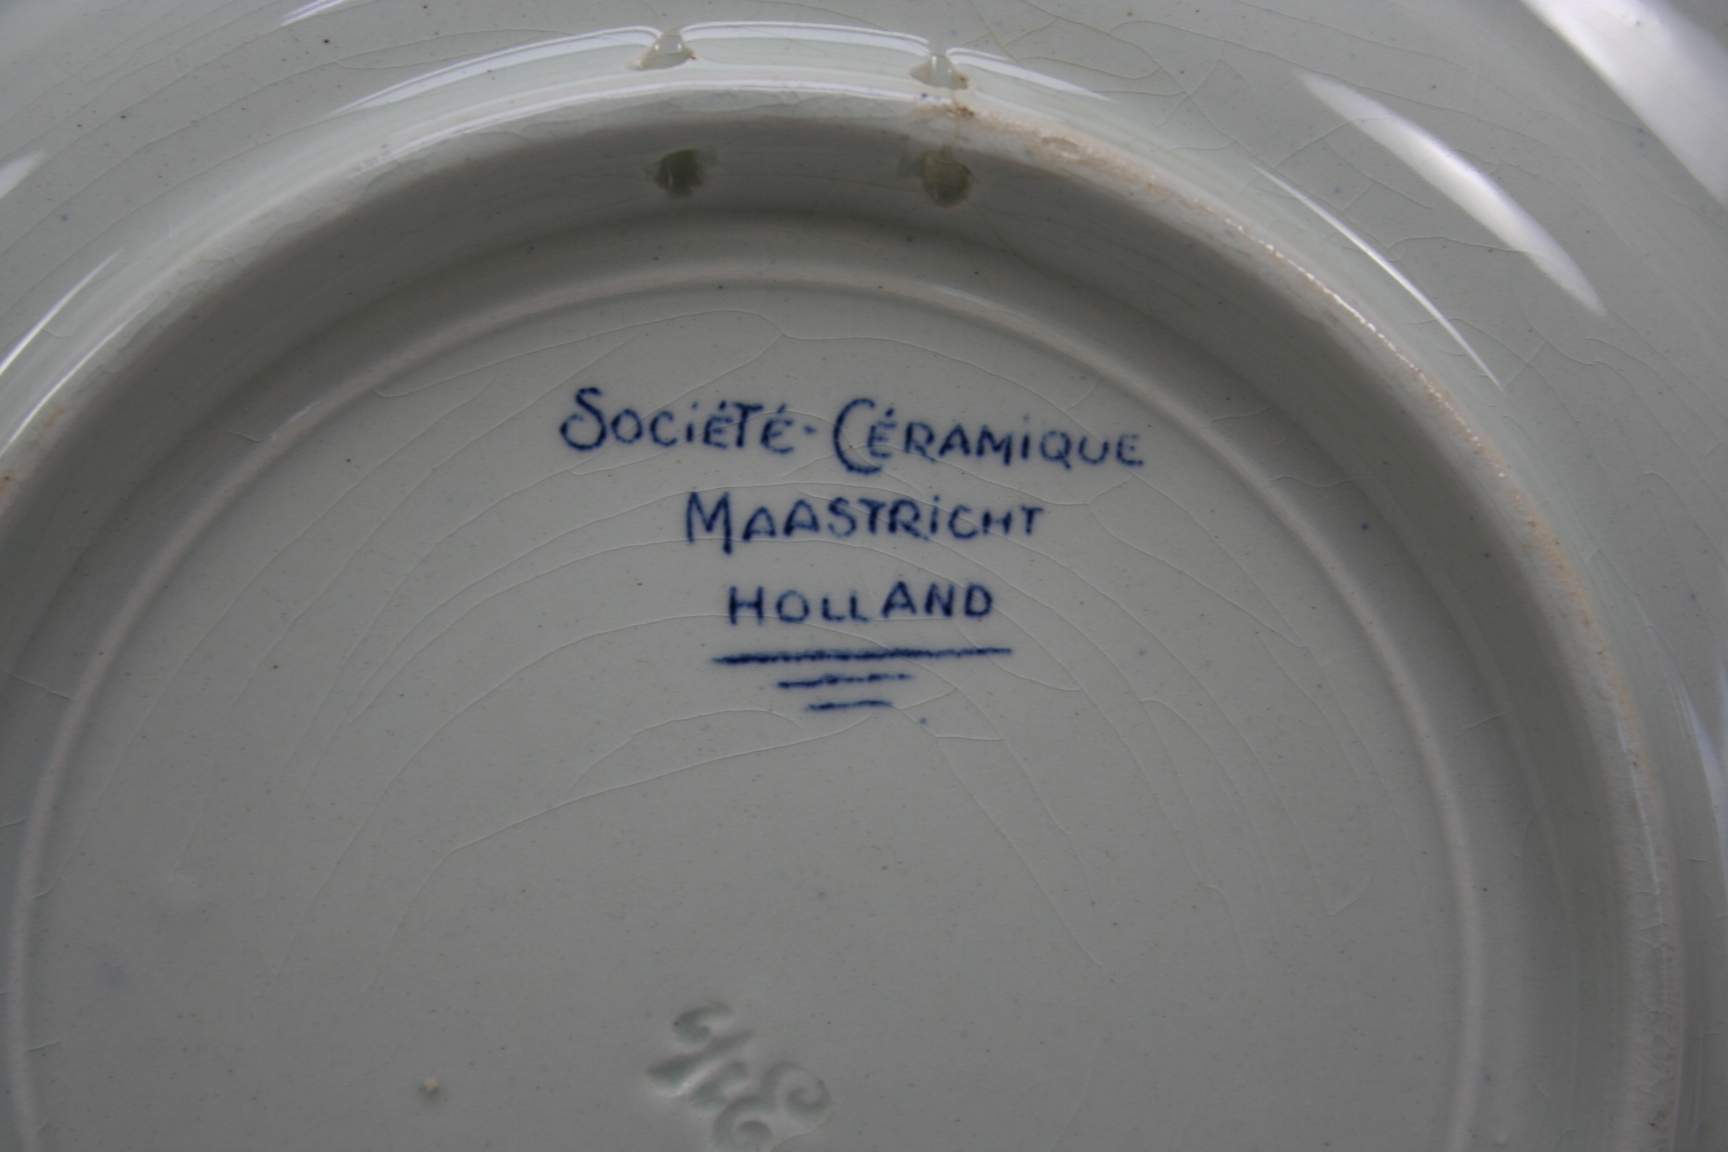 Société-Céramique
Maastricht
Holland